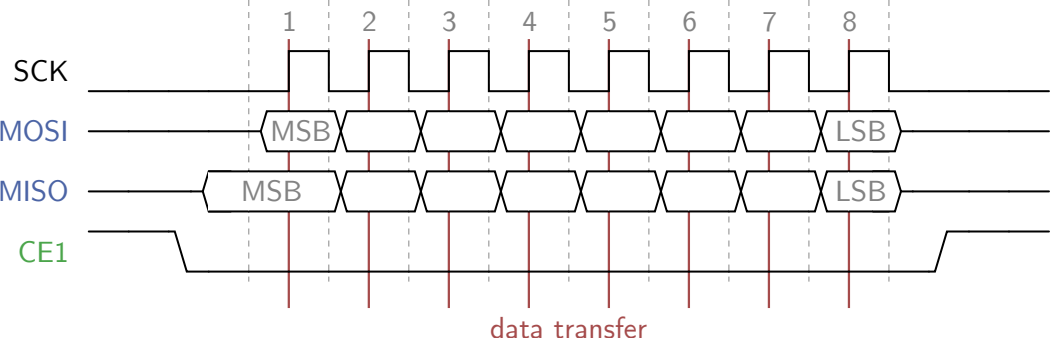 1 2 3 4 5 6 7 8
SCK
MOSI MSB LSB
MISO MSB LSB
CE1
data transfer